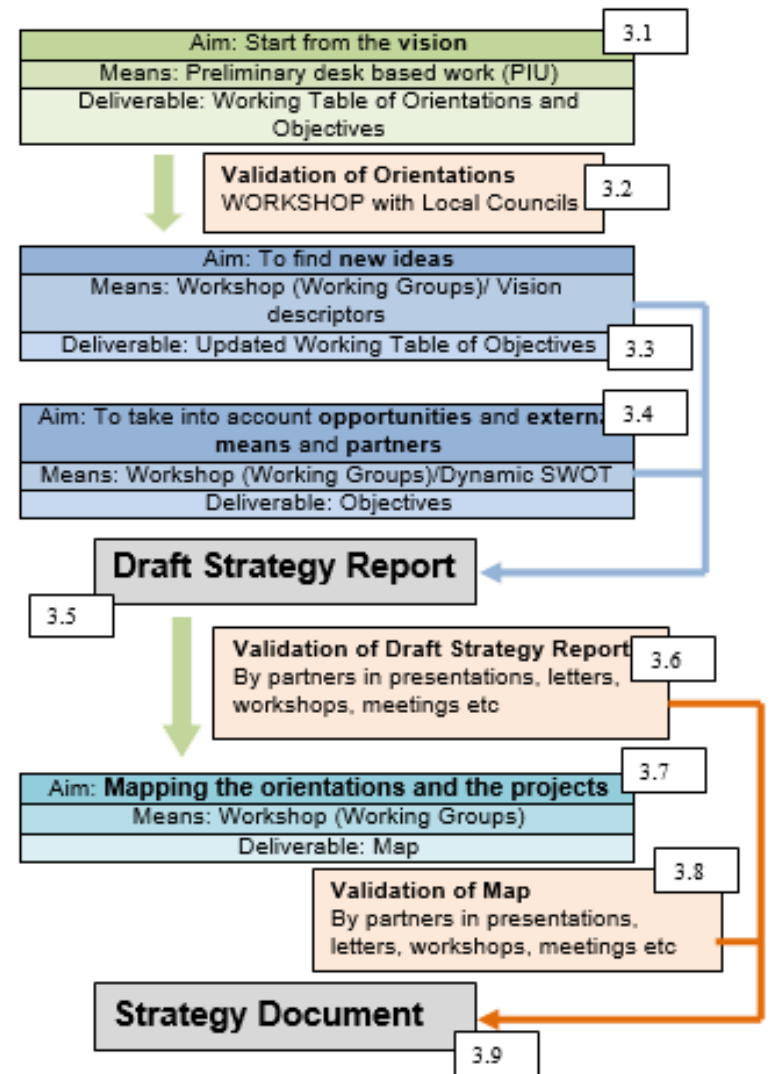 3.1
Aim: Start from the vision
Means: Preliminary desk based work (PIU)
Deliverable: Working Table of Orientations and
Objectives
Validation of Orientations
WORKSHOP with Local Councils
3.2
Aim: To find new ideas
Means: Workshop (Working Groups)/ Vision
descriptors
Deliverable: Updated Working Table of Objectives
3.3
3.4
Aim: To take into account opportunities and externa
means and partners
Means: Workshop (Working Groups)/Dynamic SWOT
Deliverable: Objectives
Draft Strategy Report
3.5
Validation of Draft Strategy Report
3.6
By partners in presentations, letters,
workshops, meetings etc
3.7
Aim: Mapping the orientations and the projects
Means: Workshop (Working Groups)
Deliverable: Map
3.8
Validation of Map
By partners in presentations,
letters, workshops, meetings etc
Strategy Document
3.9